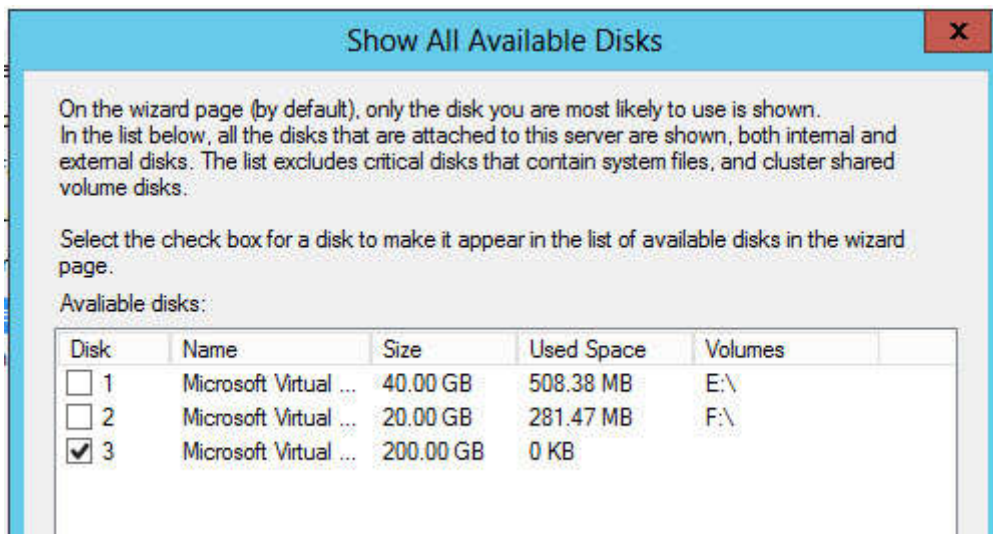 Show All Available Disks
x
On the wizard page (by default), only the disk you are most likely to use is shown.
In the list below, all the disks that are attached to this server are shown, both internal and
external disks. The list excludes critical disks that contain system files, and cluster shared
volume disks.
Select the check box for a disk to make it appear in the list of available disks in the wizard
page.
Avaliable disks:
Disk Name Size Used Space Volumes
1 Microsoft Virtual ... 40.00 GB 508.38 MB E:\
2 Microsoft Virtual ... 20.00 GB 281.47 MB F:\
3 Microsoft Virtual ... 200.00 GB 0 KB